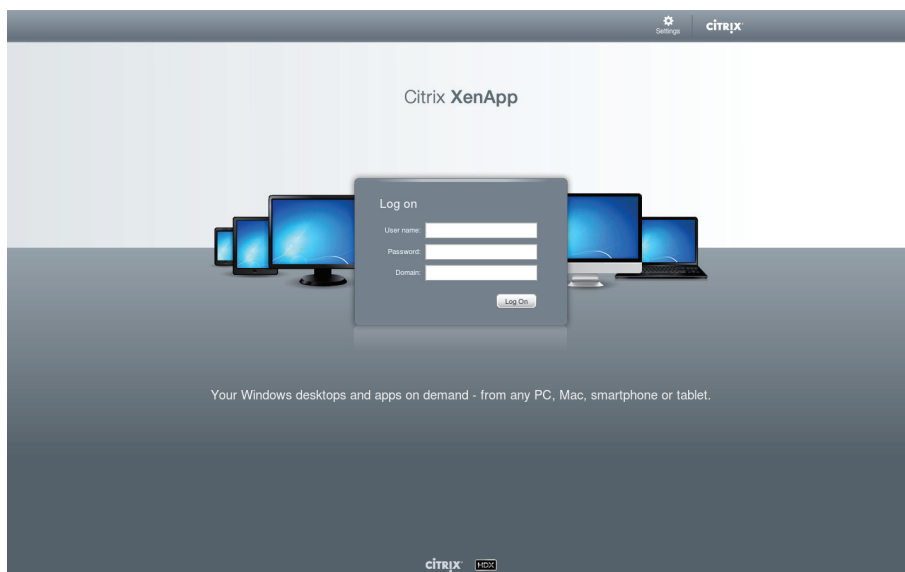 Settings
CITRIX
Citrix XenApp
Log on
User name:
Password:
Domain:
Log On
Your Windows desktops and apps on demand - from any PC, Mac, smartphone or tablet.
CITRIX HDX